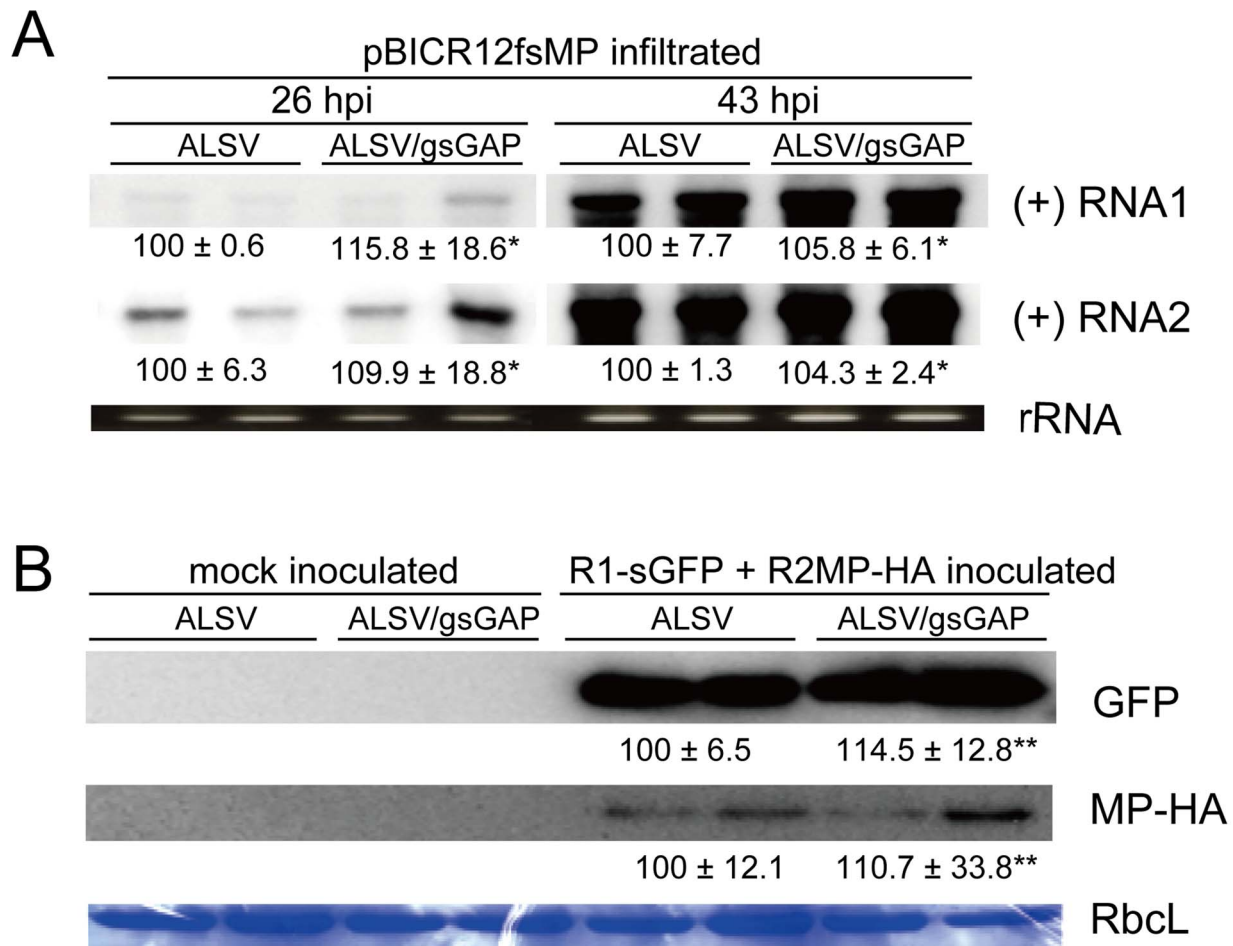 A
pBICR12fsMP infiltrated
26 hpi 43 hpi
ALSV ALSV/gsGAP ALSV ALSV/gsGAP
(+) RNA1
100 ± 0.6 115.8 ± 18.6* 100 ± 7.7 105.8 ± 6.1*
(+) RNA2
100 ± 6.3 109.9 ± 18.8* 100 ± 1.3 104.3 ± 2.4*
rRNA
B
mock inoculated R1-sGFP + R2MP-HA inoculated
ALSV ALSV/gsGAP ALSV ALSV/gsGAP
GFP
100 ± 6.5 114.5 ± 12.8**
MP-HA
100 ± 12.1 110.7 ± 33.8**
RbcL